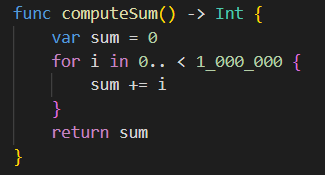 func computeSum() -> Int {
    var sum = 0
    for i in 0.. < 1_000_000 {
        sum += i
    }
    return sum
}